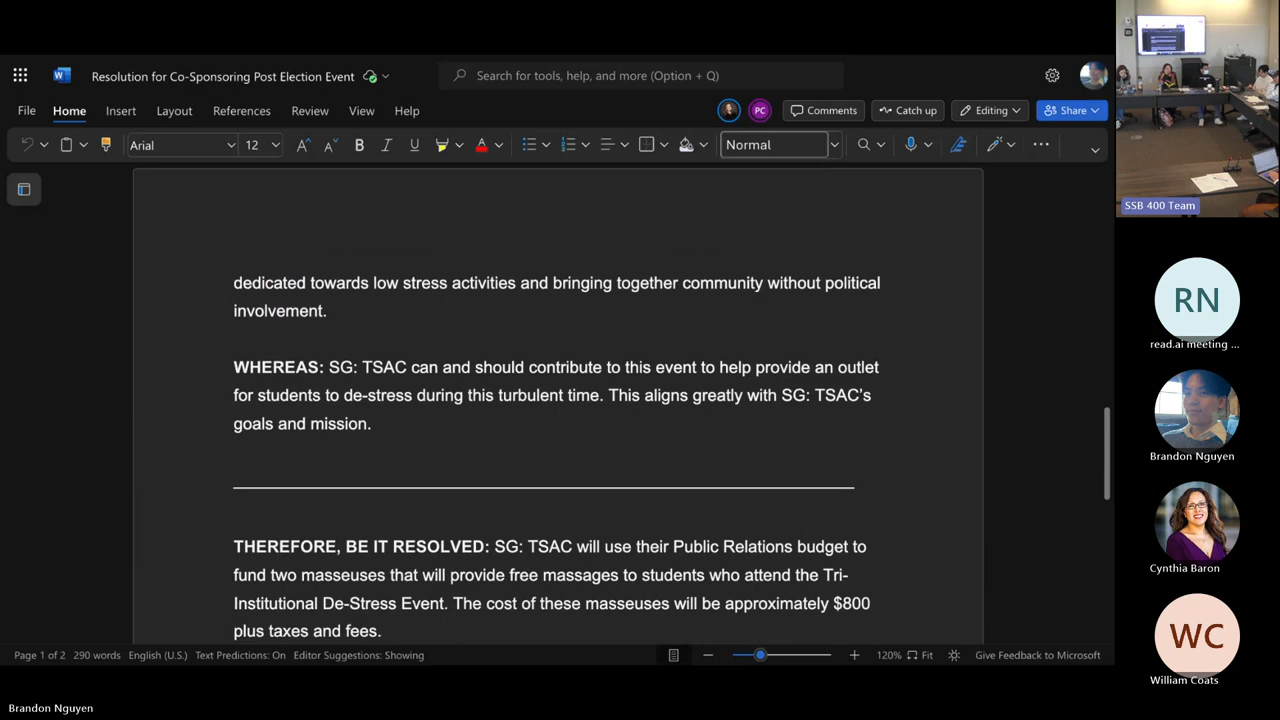 Resolution for Co-Sponsoring Post Election Event
Search for tools, help, and more (Option + Q)
File Home Insert Layout References Review View Help
PC Comments Catch up Editing Share
Arial 12 B I U A Normal
dedicated towards low stress activities and bringing together community without political
involvement.
WHEREAS: SG: TSAC can and should contribute to this event to help provide an outlet
for students to de-stress during this turbulent time. This aligns greatly with SG: TSAC's
goals and mission.
THEREFORE, BE IT RESOLVED: SG: TSAC will use their Public Relations budget to
fund two masseuses that will provide free massages to students who attend the Tri-
Institutional De-Stress Event. The cost of these masseuses will be approximately $800
plus taxes and fees.
Page 1 of 2 290 words English (U.S.) Text Predictions: On Editor Suggestions: Showing 120% Fit Give Feedback to Microsoft
Brandon Nguyen
SSB 400 Team
RN
read.ai meeting ...
Brandon Nguyen
Cynthia Baron
WC
William Coats